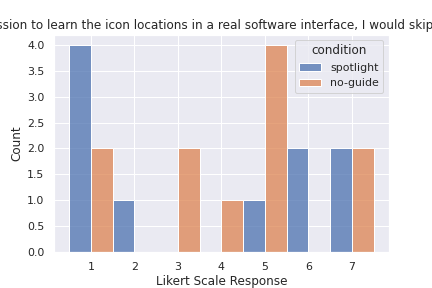 ssion to learn the icon locations in a real software interface, I would skip
condition
spotlight
no-guide
4.0
3.5
3.0
2.5
2.0
1.5
1.0
0.5
0.0
Count
1 2 3 4 5 6 7
Likert Scale Response